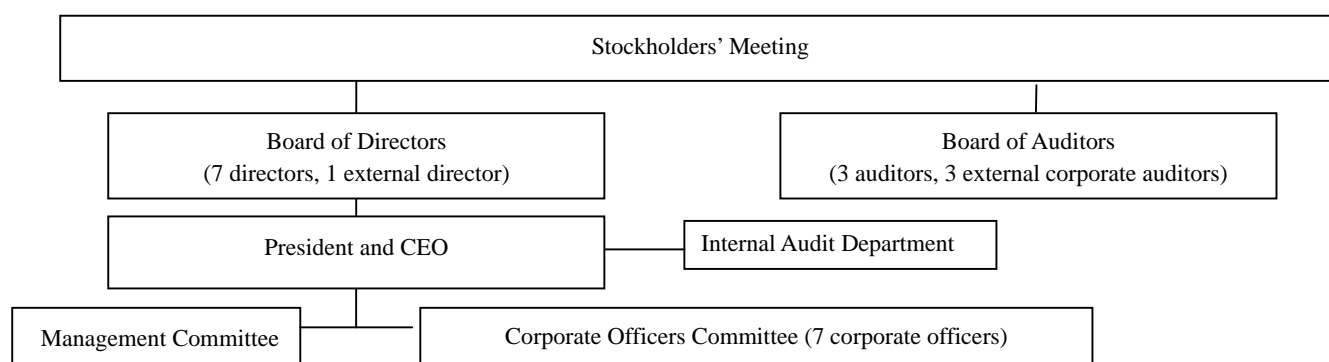 Stockholders’ Meeting
Board of Directors
(7 directors, 1 external director)
Board of Auditors
(3 auditors, 3 external corporate auditors)
President and CEO
Internal Audit Department
Management Committee
Corporate Officers Committee (7 corporate officers)